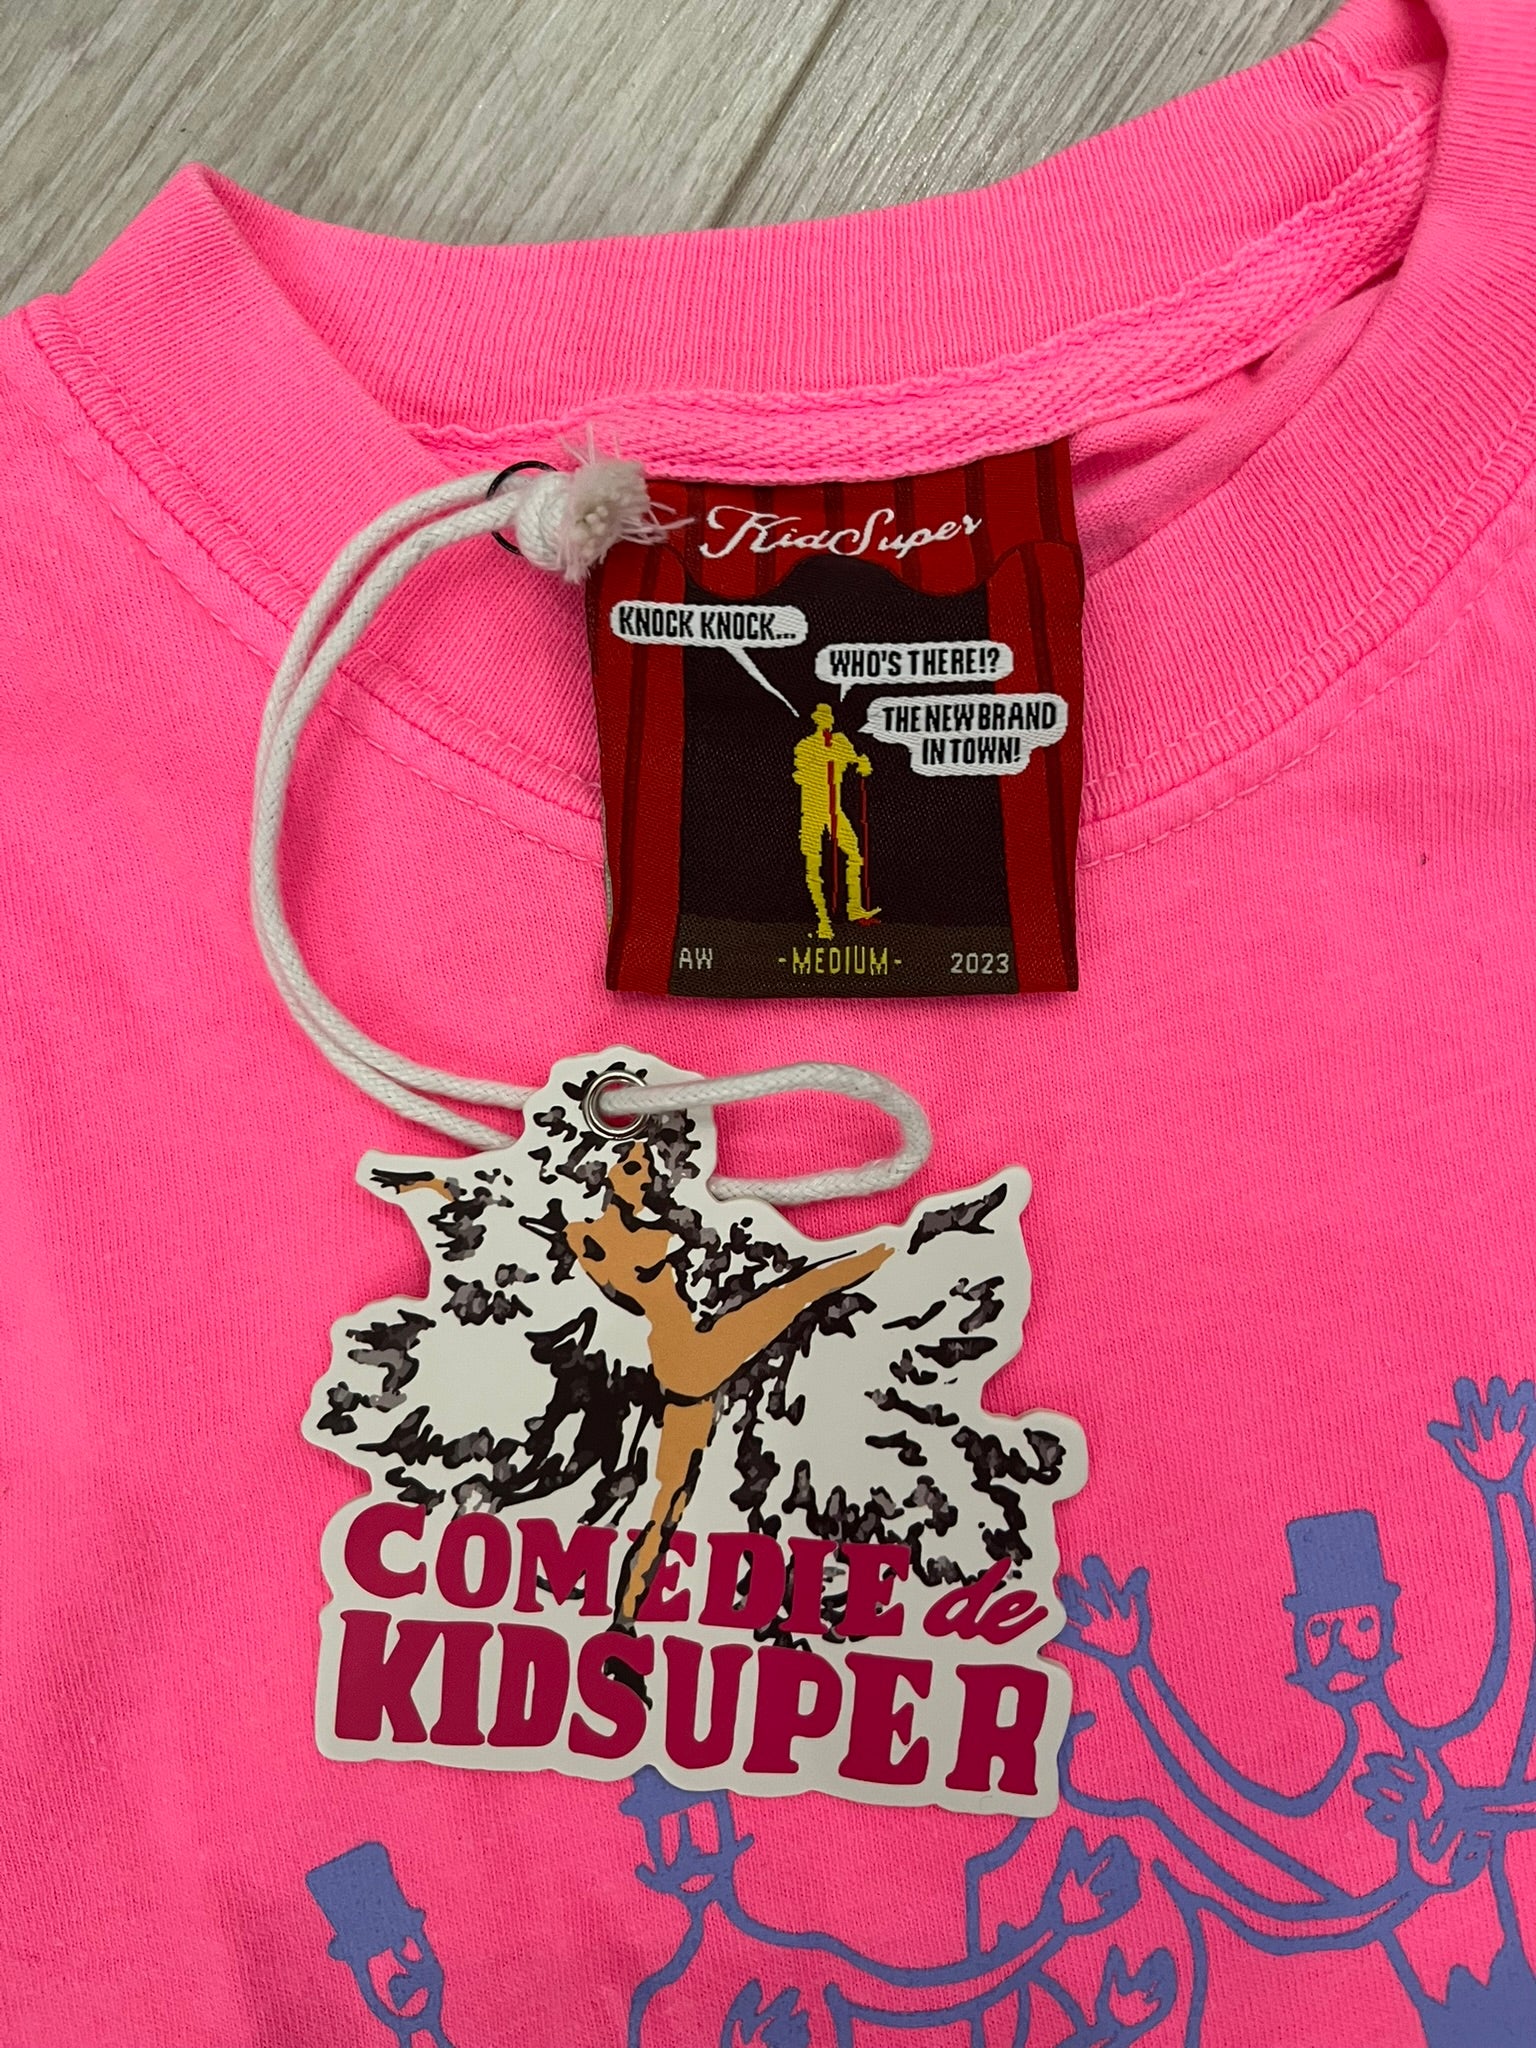 KidSuper
KNOCK KNOCK...
WHO'S THERE!?
THE NEW BRAND
IN TOWN!
AW -MEDIUM- 2023
COMEDIE de
KIDSUPER